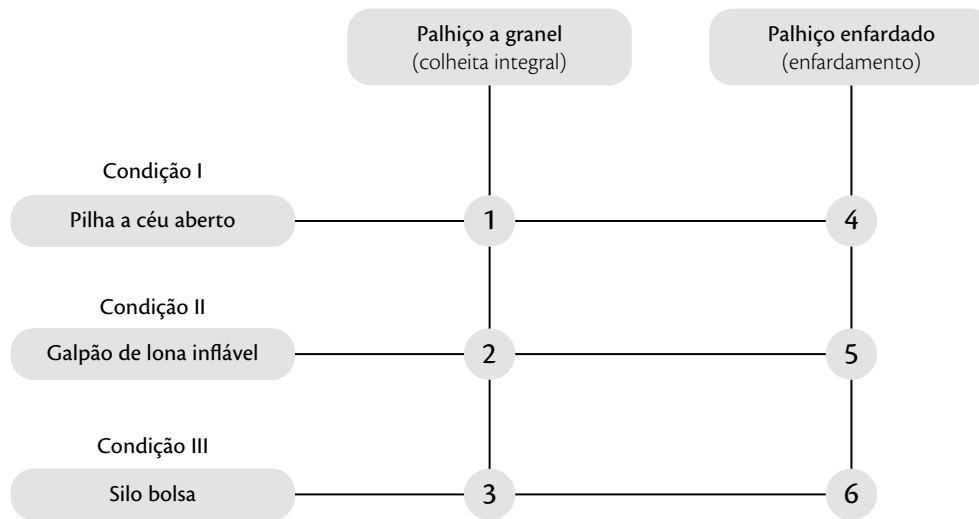 Palhiço a granel
(colheita integral)
Palhiço enfardado
(enfardamento)
Condição I
Pilha a céu aberto
1
4
Condição II
Galpão de lona inflável
2
5
Condição III
Silo bolsa
3
6